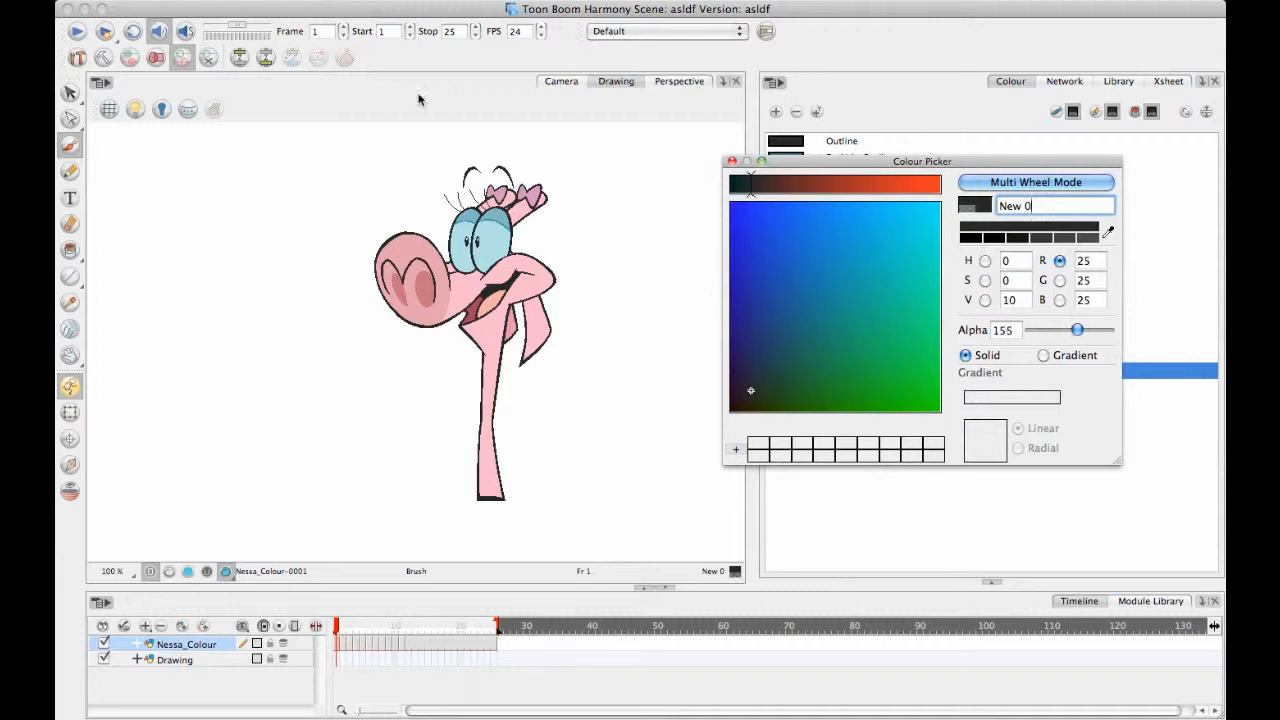 Toon Boom Harmony Scene: asldf Version: asldf
Frame 1 Start 1 Stop 25 FPS 24 Default
Camera Drawing Perspective
Colour Network Library Xsheet
Outline
Colour Picker
Multi Wheel Mode
New 0
H 0 R 25
S 0 G 25
V 10 B 25
Alpha 155
Solid Gradient
Gradient
Linear
Radial
100 % Nessa_Colour-0001 Brush Fr 1 New 0
Timeline Module Library
10 20 30 40 50 60 70 80 90 100 110 120 130
Nessa_Colour
Drawing